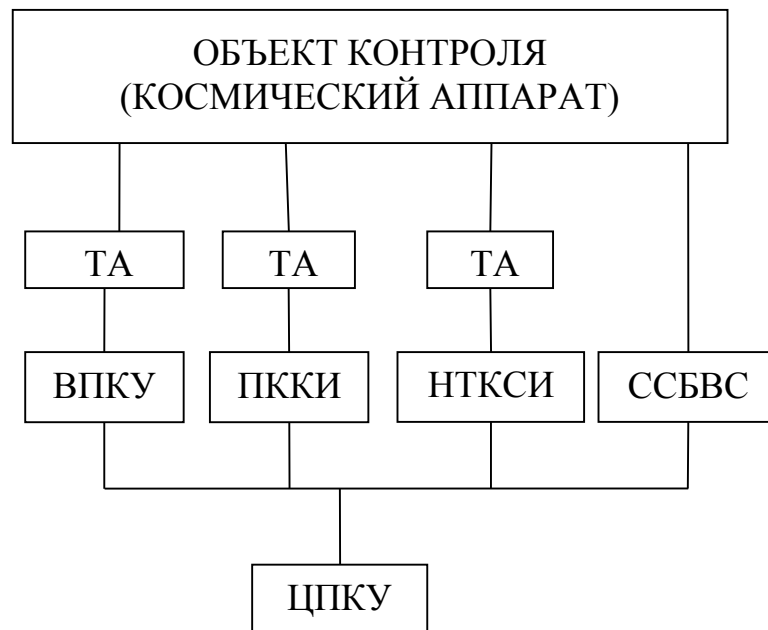 ОБЪЕКТ КОНТРОЛЯ
(КОСМИЧЕСКИЙ АППАРАТ)
ТА
ТА
ТА
ВПКУ
ПККИ
НТКСИ
ССБВС
ЦПКУ